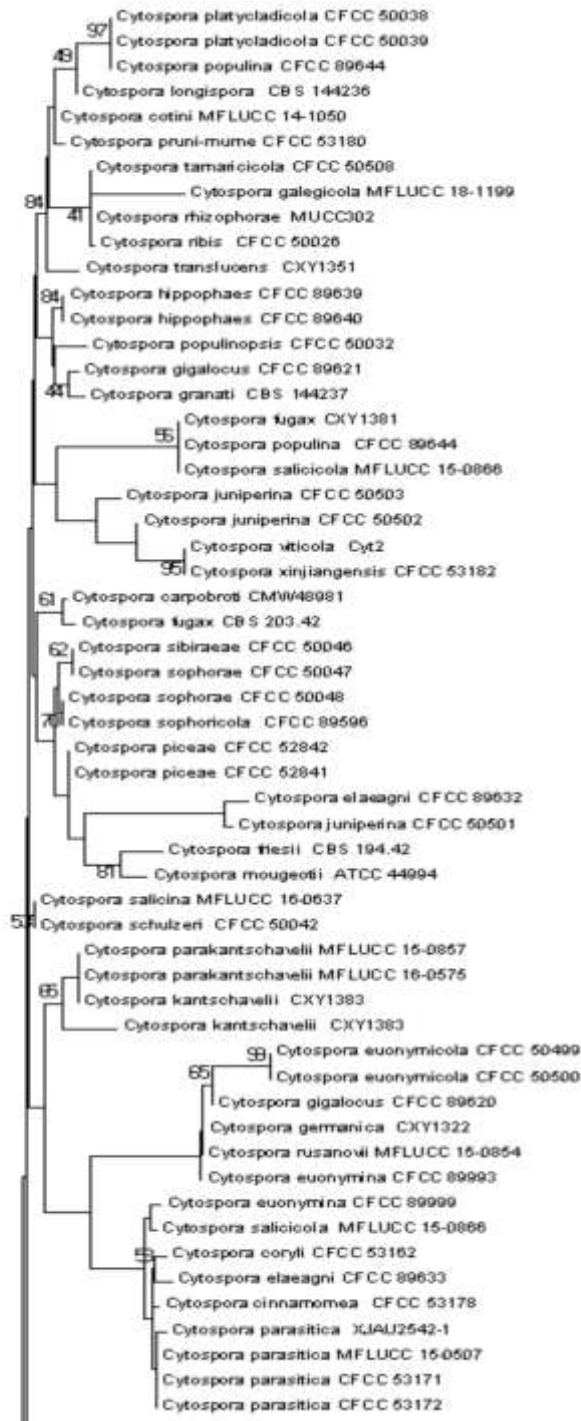 97
Cytospora platycladicola CFCC 50038
Cytospora platycladicola CFCC 50039
49
Cytospora populina CFCC 89644
Cytospora longispora CBS 144236
Cytospora cotini MFLUCC 14-1050
Cytospora pruni-mume CFCC 53180
Cytospora tamaricicola CFCC 50508
84
Cytospora galegicola MFLUCC 18-1199
41
Cytospora rhizophorae MUCC302
Cytospora ribis CFCC 50026
Cytospora translucens CXY1351
84
Cytospora hippophaes CFCC 89639
Cytospora hippophaes CFCC 89640
Cytospora populinopsis CFCC 50032
Cytospora gigalocus CFCC 89621
44
Cytospora granati CBS 144237
Cytospora fugax CXY1381
55
Cytospora populina CFCC 89644
Cytospora salicicola MFLUCC 15-0866
Cytospora juniperina CFCC 50503
Cytospora juniperina CFCC 50502
Cytospora viticola Cyt2
95
Cytospora xinjiangensis CFCC 53182
61
Cytospora carpobroti CMW48981
Cytospora fugax CBS 203.42
62
Cytospora sibiraeae CFCC 50046
Cytospora sophorae CFCC 50047
Cytospora sophorae CFCC 50048
Cytospora sophoricola CFCC 89596
Cytospora piceae CFCC 52842
Cytospora piceae CFCC 52841
Cytospora elaeagni CFCC 89632
Cytospora juniperina CFCC 50501
Cytospora friesii CBS 194.42
81
Cytospora mougeotii ATCC 44994
Cytospora salicina MFLUCC 16-0637
Cytospora schulzeri CFCC 50042
Cytospora parakantschavelii MFLUCC 15-0857
Cytospora parakantschavelii MFLUCC 16-0575
65
Cytospora kantschavelii CXY1383
Cytospora kantschavelii CXY1383
99
Cytospora euonymicola CFCC 50499
65
Cytospora euonymicola CFCC 50500
Cytospora gigalocus CFCC 89620
Cytospora germanica CXY1322
Cytospora rusanovii MFLUCC 15-0854
Cytospora euonymina CFCC 89993
Cytospora euonymina CFCC 89999
Cytospora salicicola MFLUCC 15-0866
Cytospora coryli CFCC 53162
Cytospora elaeagni CFCC 89633
Cytospora cinnamomea CFCC 53178
Cytospora parasitica XJAU2542-1
Cytospora parasitica MFLUCC 15-0507
Cytospora parasitica CFCC 53171
Cytospora parasitica CFCC 53172